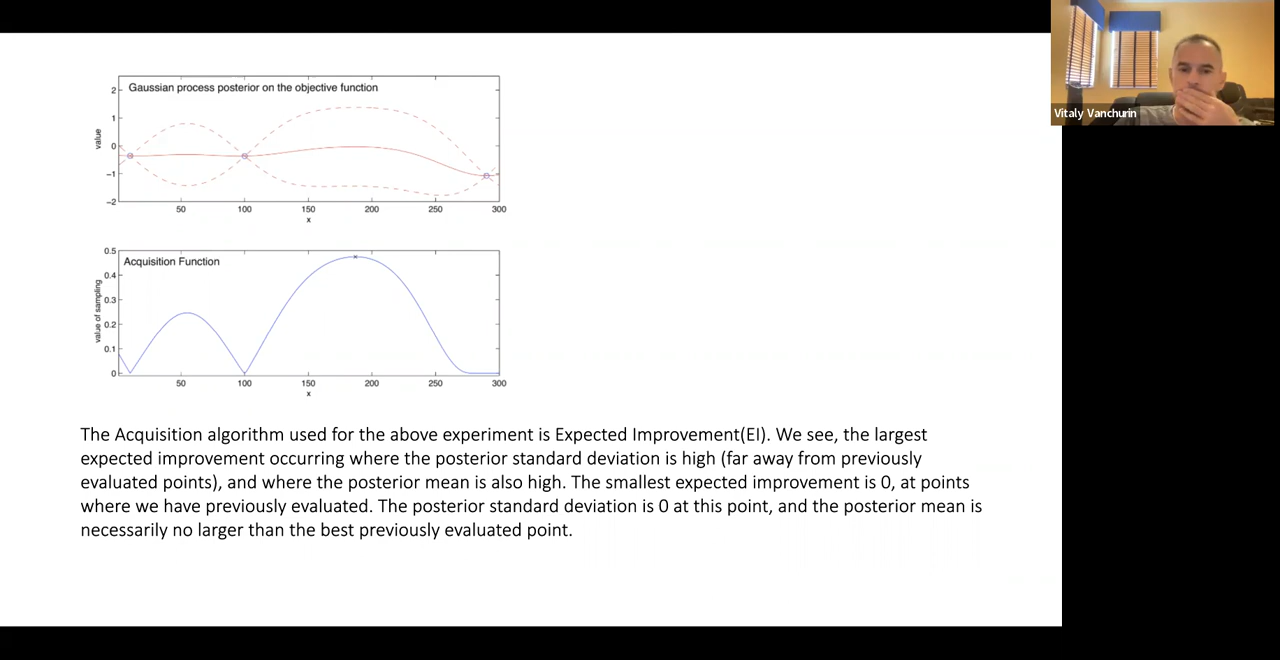 Gaussian process posterior on the objective function
2
1
0
−1
−2
value
50 100 150 200 250 300
x
Acquisition Function
0.5
0.4
0.3
0.2
0.1
0
value of sampling
50 100 150 200 250 300
x
The Acquisition algorithm used for the above experiment is Expected Improvement(EI). We see, the largest
expected improvement occurring where the posterior standard deviation is high (far away from previously
evaluated points), and where the posterior mean is also high. The smallest expected improvement is 0, at points
where we have previously evaluated. The posterior standard deviation is 0 at this point, and the posterior mean is
necessarily no larger than the best previously evaluated point.
Vitaly Vanchurin